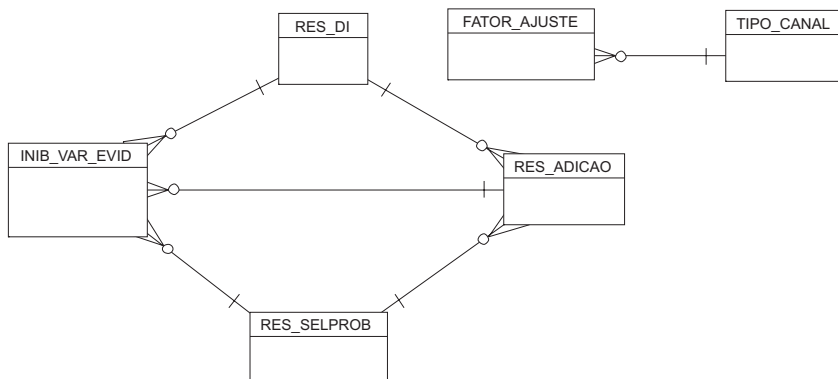 RES_DI
FATOR_AJUSTE
TIPO_CANAL
INIB_VAR_EVID
RES_ADICAO
RES_SELPROB